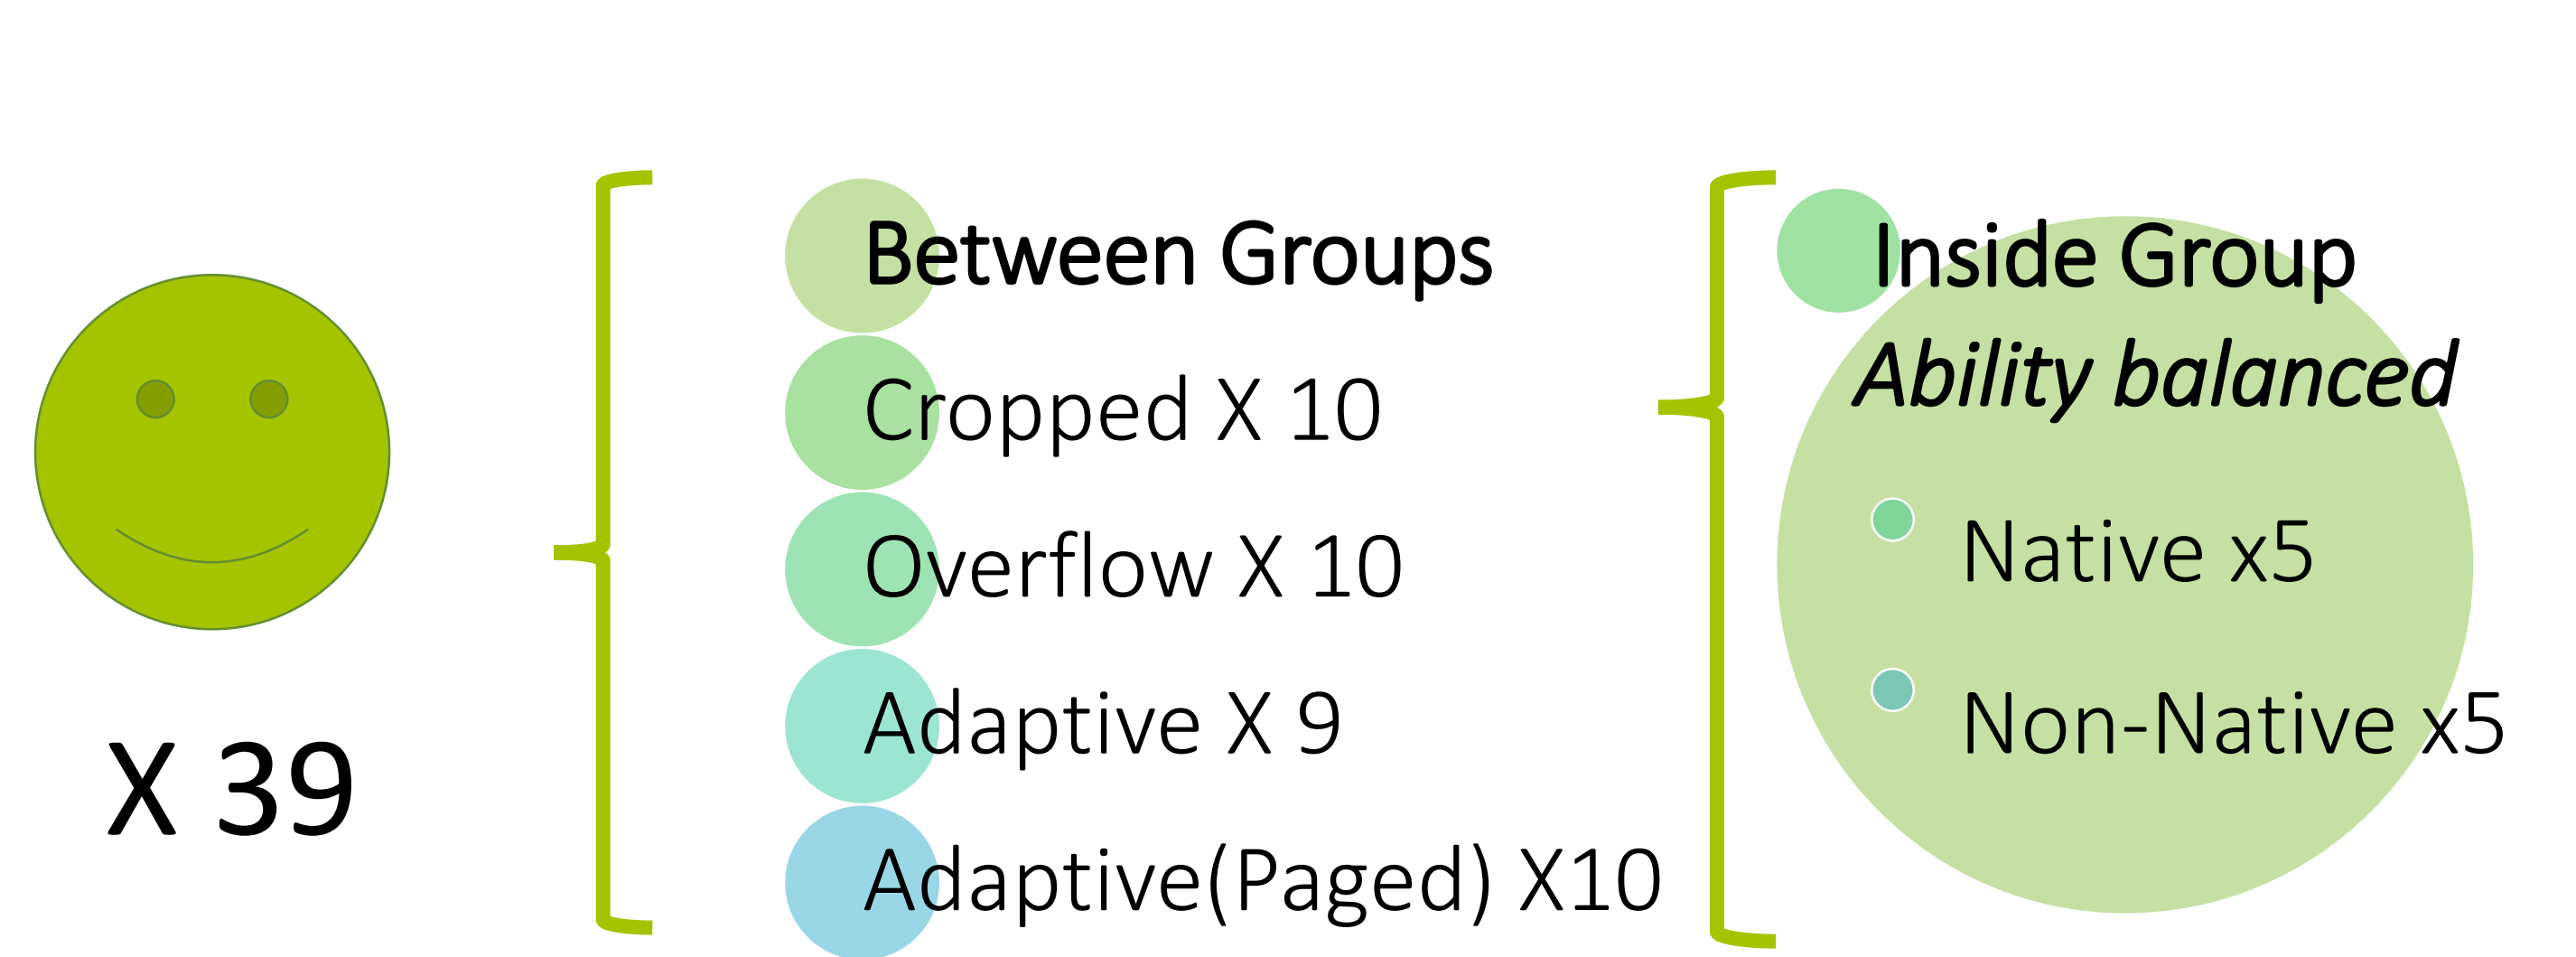 X 39
Between Groups
Cropped X 10
Overflow X 10
Adaptive X 9
Adaptive(Paged) X10
Inside Group
Ability balanced
Native x5
Non-Native x5